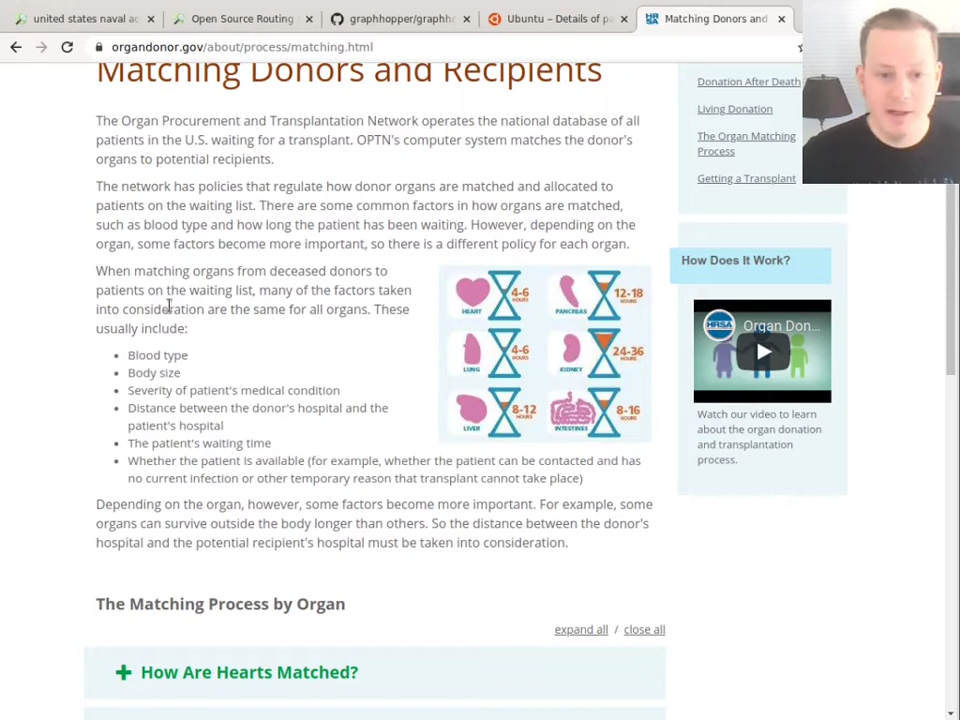 united states naval ac
Open Source Routing
graphhopper/graphho
Ubuntu – Details of pa
Matching Donors and
organdonor.gov/about/process/matching.html
Matching Donors and Recipients
The Organ Procurement and Transplantation Network operates the national database of all
patients in the U.S. waiting for a transplant. OPTN's computer system matches the donor's
organs to potential recipients.
The network has policies that regulate how donor organs are matched and allocated to
patients on the waiting list. There are some common factors in how organs are matched,
such as blood type and how long the patient has been waiting. However, depending on the
organ, some factors become more important, so there is a different policy for each organ.
When matching organs from deceased donors to
patients on the waiting list, many of the factors taken
into consideration are the same for all organs. These
usually include:
• Blood type
• Body size
• Severity of patient's medical condition
• Distance between the donor's hospital and the
patient's hospital
• The patient's waiting time
• Whether the patient is available (for example, whether the patient can be contacted and has
no current infection or other temporary reason that transplant cannot take place)
HEART
4-6
HOURS
PANCREAS
12-18
HOURS
LUNG
4-6
HOURS
KIDNEY
24-36
HOURS
LIVER
8-12
HOURS
INTESTINES
8-16
HOURS
Depending on the organ, however, some factors become more important. For example, some
organs can survive outside the body longer than others. So the distance between the donor's
hospital and the potential recipient's hospital must be taken into consideration.
The Matching Process by Organ
expand all / close all
How Are Hearts Matched?
Donation After Death
Living Donation
The Organ Matching
Process
Getting a Transplant
How Does It Work?
HRSA
Organ Don...
Watch our video to learn
about the organ donation
and transplantation
process.